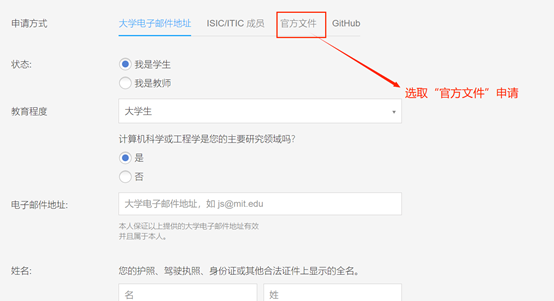 申请方式 大学电子邮件地址 ISIC/ITIC 成员 官方文件 GitHub
状态: 我是学生
我是教师
选取“官方文件”申请
教育程度 大学生
计算机科学或工程学是您的主要研究领域吗?
是
否
电子邮件地址: 大学电子邮件地址，如 js@mit.edu
本人保证以上提供的大学电子邮件地址有效
并且属于本人。
姓名: 您的护照、驾驶执照、身份证或其他合法证件上显示的全名。
名 姓